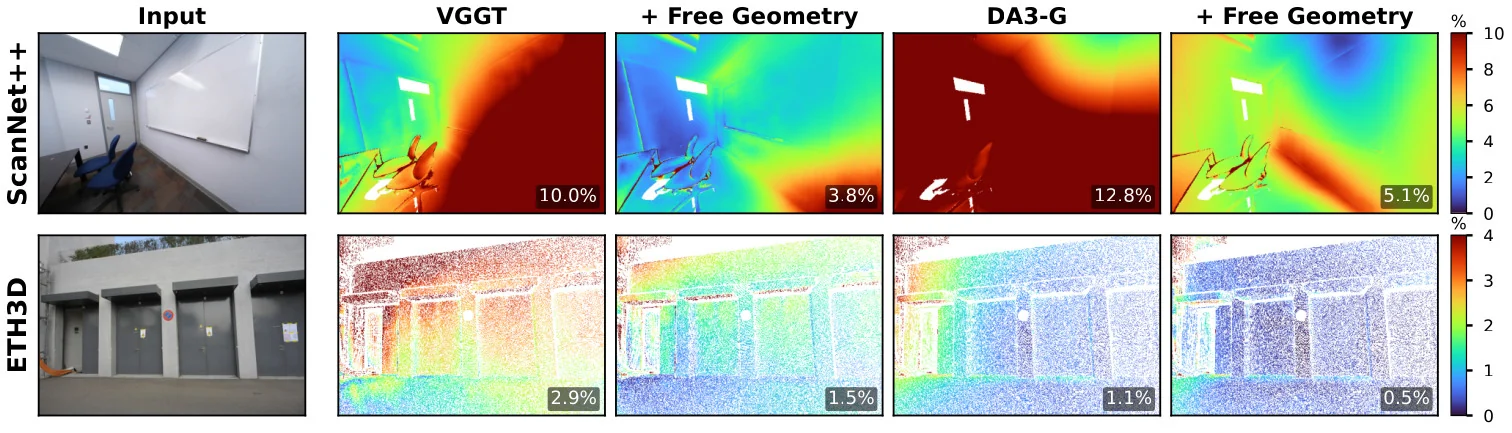 Input VGGT + Free Geometry DA3-G + Free Geometry
ScanNet++
10.0% 3.8% 12.8% 5.1%
%
10
8
6
4
2
0
ETH3D
2.9% 1.5% 1.1% 0.5%
%
4
3
2
1
0